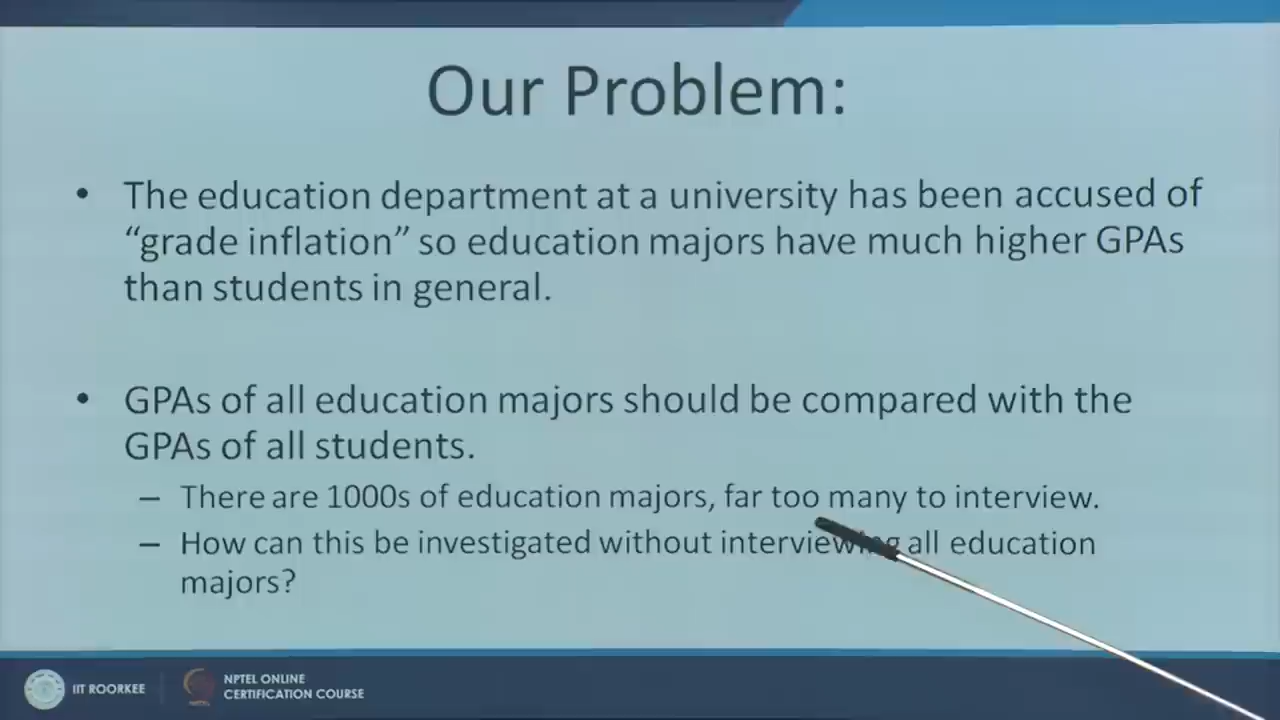 Our Problem:
• The education department at a university has been accused of
“grade inflation” so education majors have much higher GPAs
than students in general.
• GPAs of all education majors should be compared with the
GPAs of all students.
– There are 1000s of education majors, far too many to interview.
– How can this be investigated without interviewing all education
majors?
IIT ROORKEE
NPTEL ONLINE
CERTIFICATION COURSE